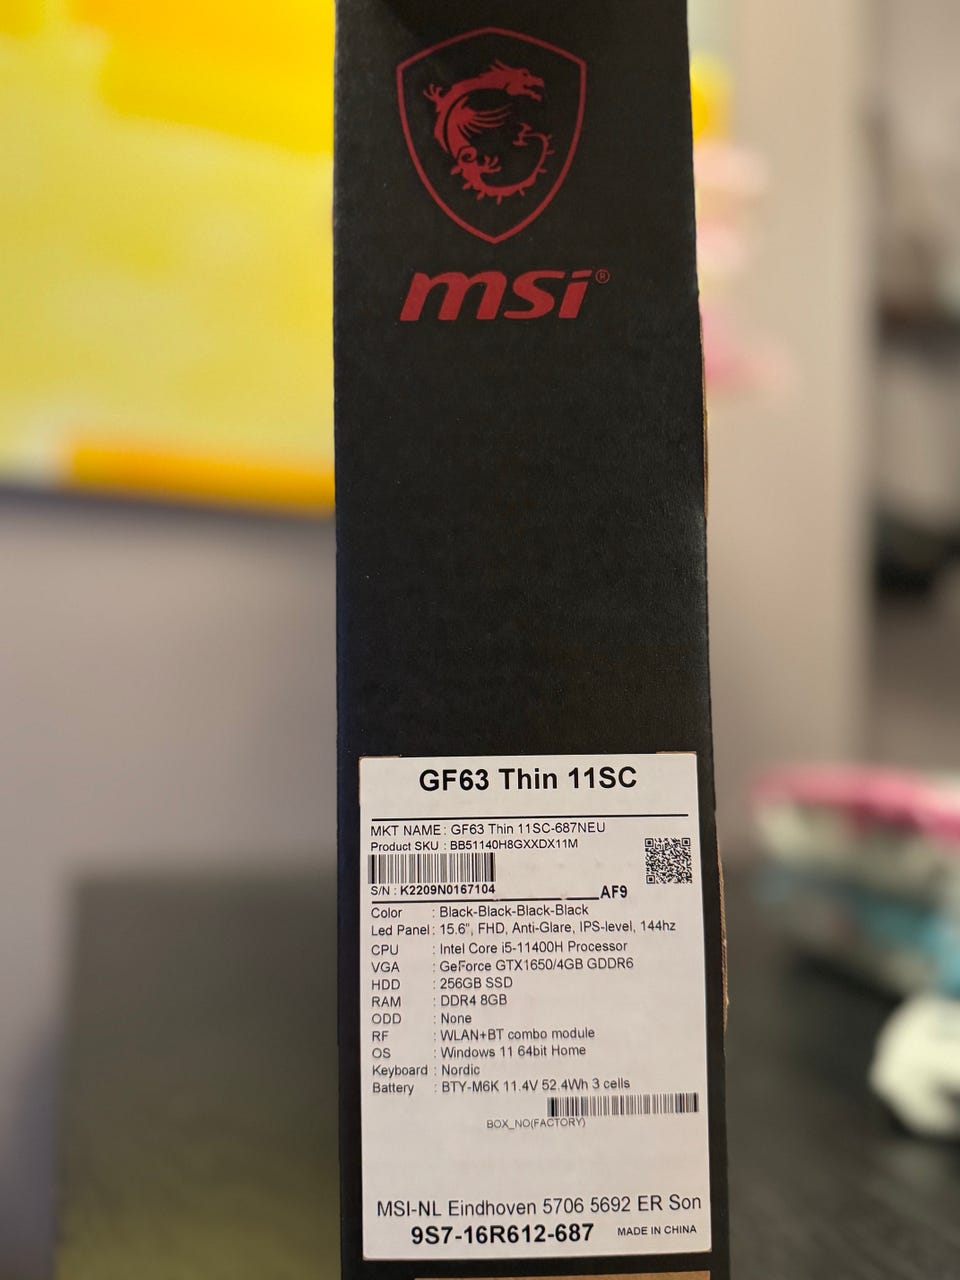 msi®
GF63 Thin 11SC
MKT NAME : GF63 Thin 11SC-687NEU
Product SKU : BB51140H8GXXDX11M
S/N : K2209N0167104
AF9
Color : Black-Black-Black-Black
Led Panel : 15.6", FHD, Anti-Glare, IPS-level, 144hz
CPU : Intel Core i5-11400H Processor
VGA : GeForce GTX1650/4GB GDDR6
HDD : 256GB SSD
RAM : DDR4 8GB
ODD : None
RF : WLAN+BT combo module
OS : Windows 11 64bit Home
Keyboard : Nordic
Battery : BTY-M6K 11.4V 52.4Wh 3 cells
BOX_NO(FACTORY)
MSI-NL Eindhoven 5706 5692 ER Son
9S7-16R612-687 MADE IN CHINA